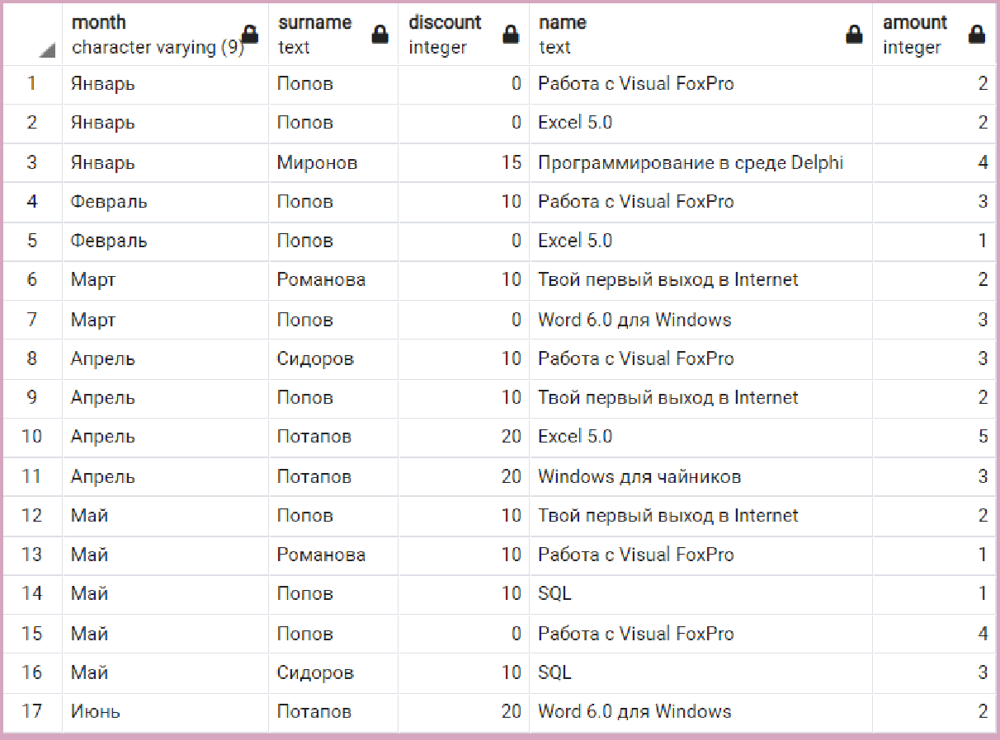 month surname discount name amount
character varying (9) text integer text integer
1 Январь Попов 0 Работа с Visual FoxPro 2
2 Январь Попов 0 Excel 5.0 2
3 Январь Миронов 15 Программирование в среде Delphi 4
4 Февраль Попов 10 Работа с Visual FoxPro 3
5 Февраль Попов 0 Excel 5.0 1
6 Март Романова 10 Твой первый выход в Internet 2
7 Март Попов 0 Word 6.0 для Windows 3
8 Апрель Сидоров 10 Работа с Visual FoxPro 3
9 Апрель Попов 10 Твой первый выход в Internet 2
10 Апрель Потапов 20 Excel 5.0 5
11 Апрель Потапов 20 Windows для чайников 3
12 Май Попов 10 Твой первый выход в Internet 2
13 Май Романова 10 Работа с Visual FoxPro 1
14 Май Попов 10 SQL 1
15 Май Попов 0 Работа с Visual FoxPro 4
16 Май Сидоров 10 SQL 3
17 Июнь Потапов 20 Word 6.0 для Windows 2